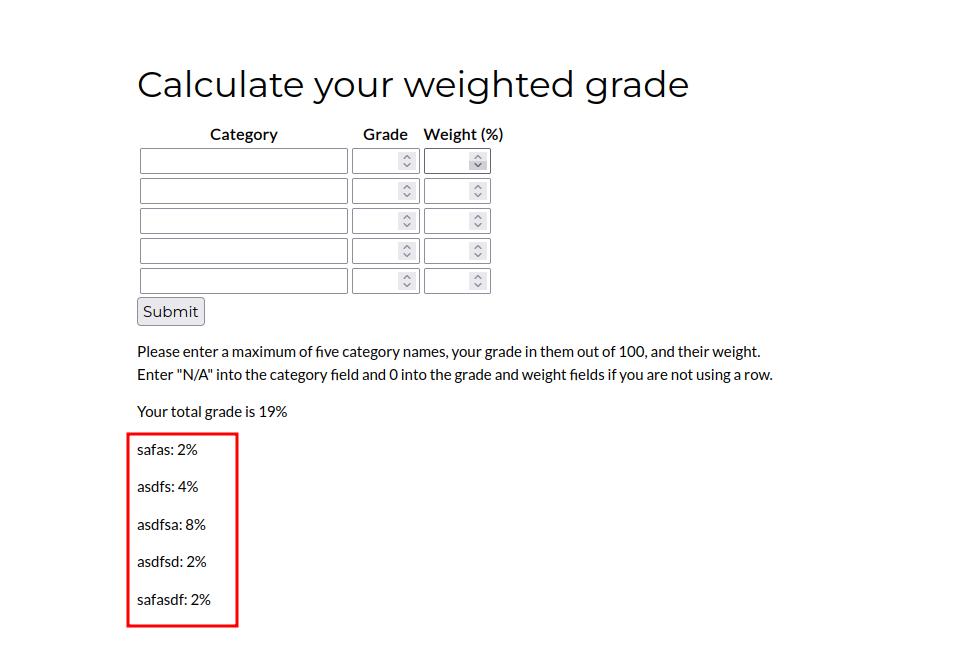 Calculate your weighted grade
Category Grade Weight (%)
Submit
Please enter a maximum of five category names, your grade in them out of 100, and their weight.
Enter "N/A" into the category field and 0 into the grade and weight fields if you are not using a row.
Your total grade is 19%
safas: 2%
asdfs: 4%
asdfsa: 8%
asdfsd: 2%
safasdf: 2%